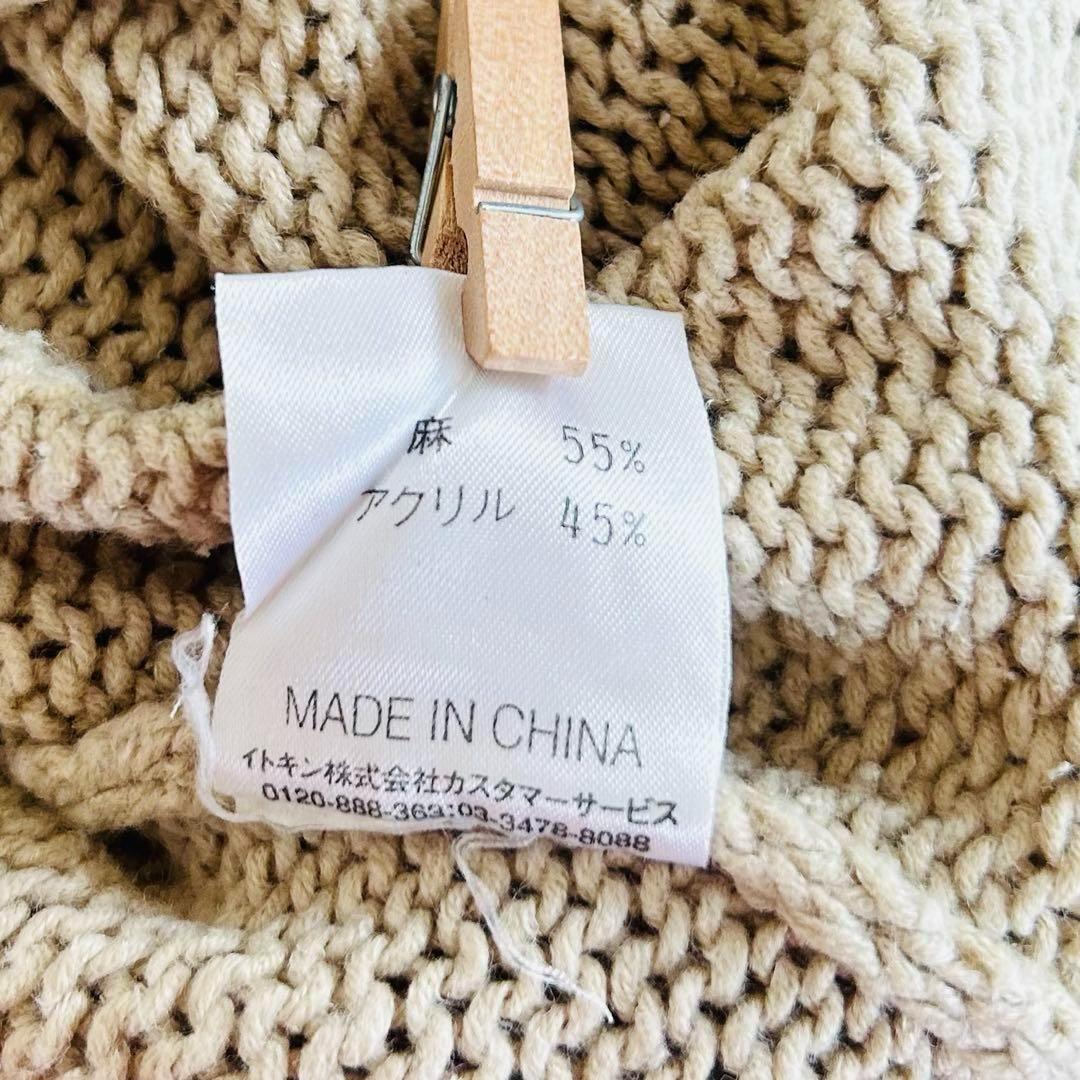 麻 55%
アクリル 45%
MADE IN CHINA
イトキン株式会社カスタマーサービス
0120-888-363:03-3478-8088